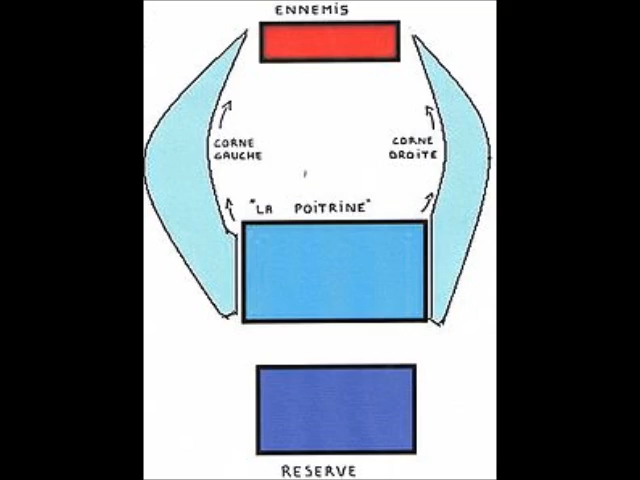 ENNEMIS
CORNE
GAUCHE
CORNE
DROITE
"LA POITRINE"
RESERVE